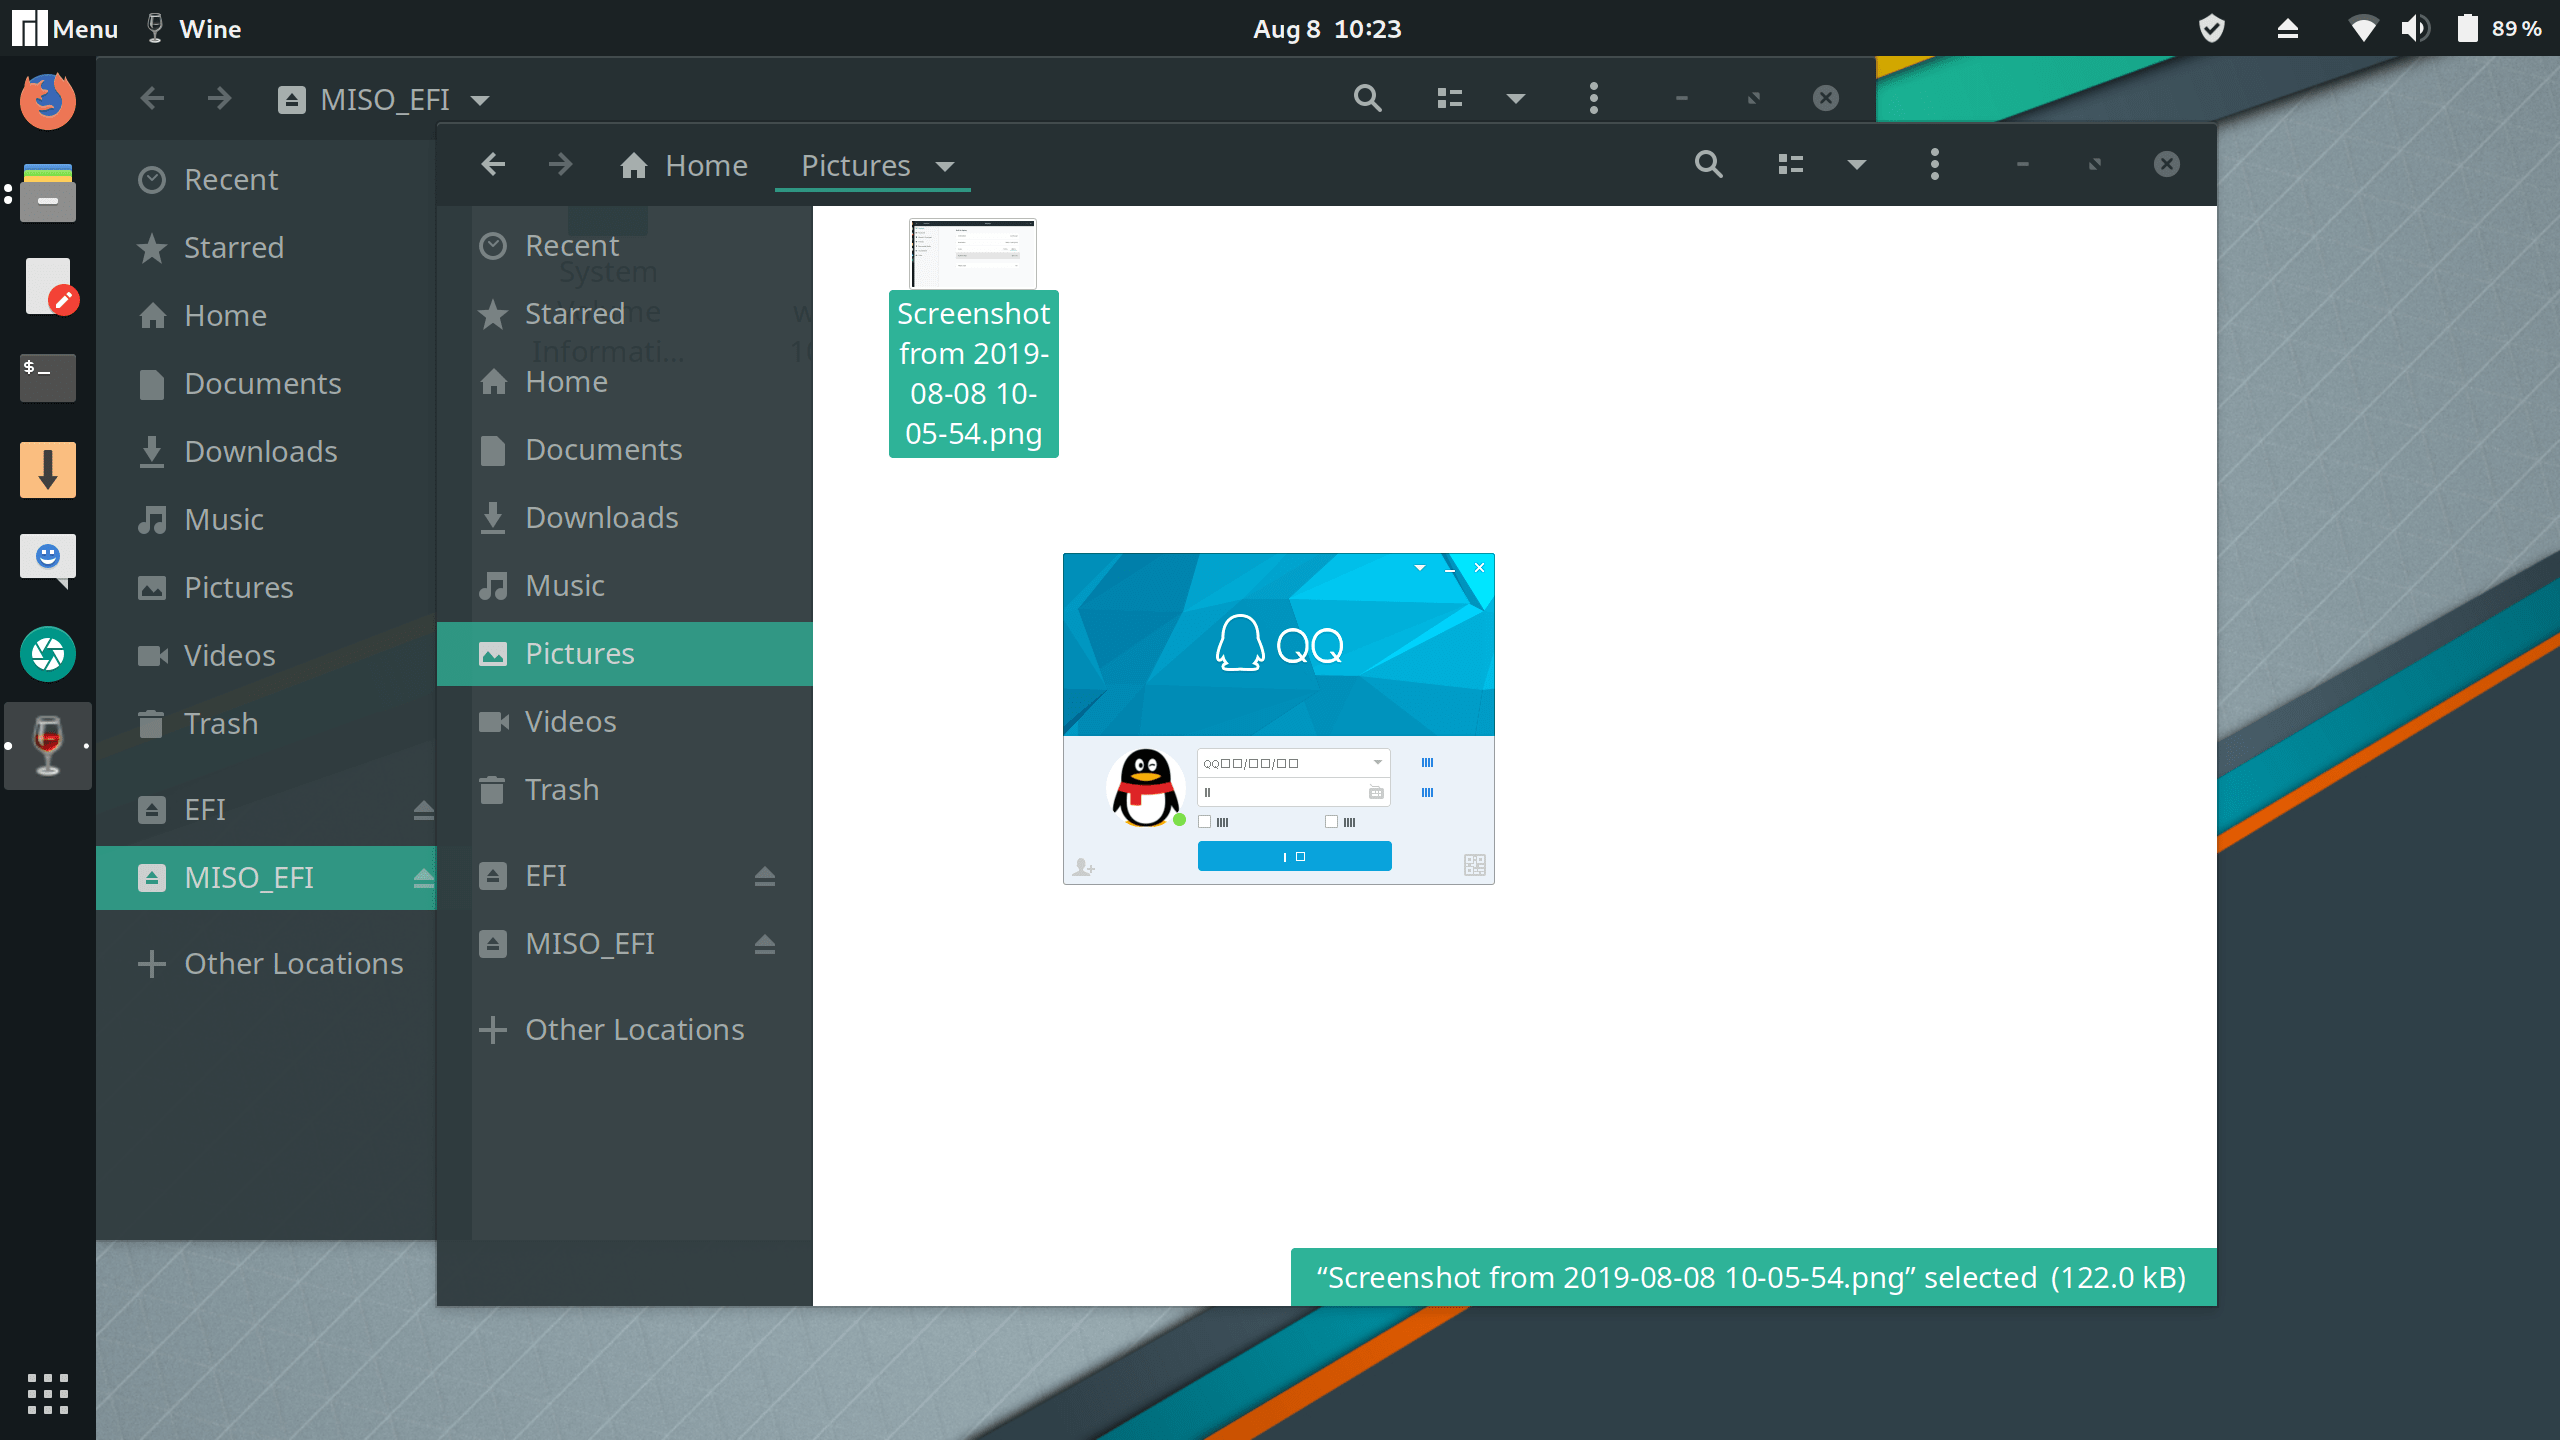 Menu Wine Aug 8 10:23 89 %
MISO_EFI
Home Pictures
Recent
Starred
Home
Documents
Downloads
Music
Pictures
Videos
Trash
EFI
MISO_EFI
Other Locations
Recent
System
Starred
Informati...
Home
Documents
Downloads
Music
Pictures
Videos
Trash
EFI
MISO_EFI
Other Locations
Screenshot
from 2019-
08-08 10-
05-54.png
QQ
QQ□□/□□/□□
$ _
“Screenshot from 2019-08-08 10-05-54.png” selected (122.0 kB)